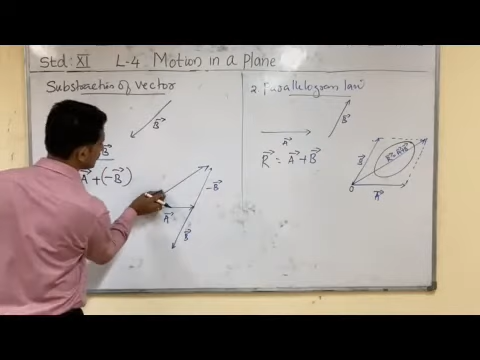 Std: XI L-4 Motion in a Plane
Substraction of vector
B⃗
B⃗
A⃗ + (-B⃗)
-B⃗
A⃗
B⃗
2 Parallelogram law
A⃗
B⃗
R⃗ = A⃗ + B⃗
B⃗
R⃗ = A⃗+B⃗
O
A⃗